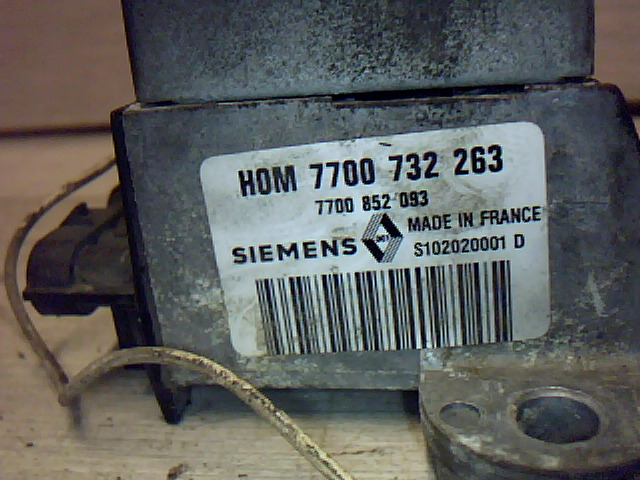 HOM 7700 732 263
7700 852 093
SIEMENS MADE IN FRANCE
S102020001 D